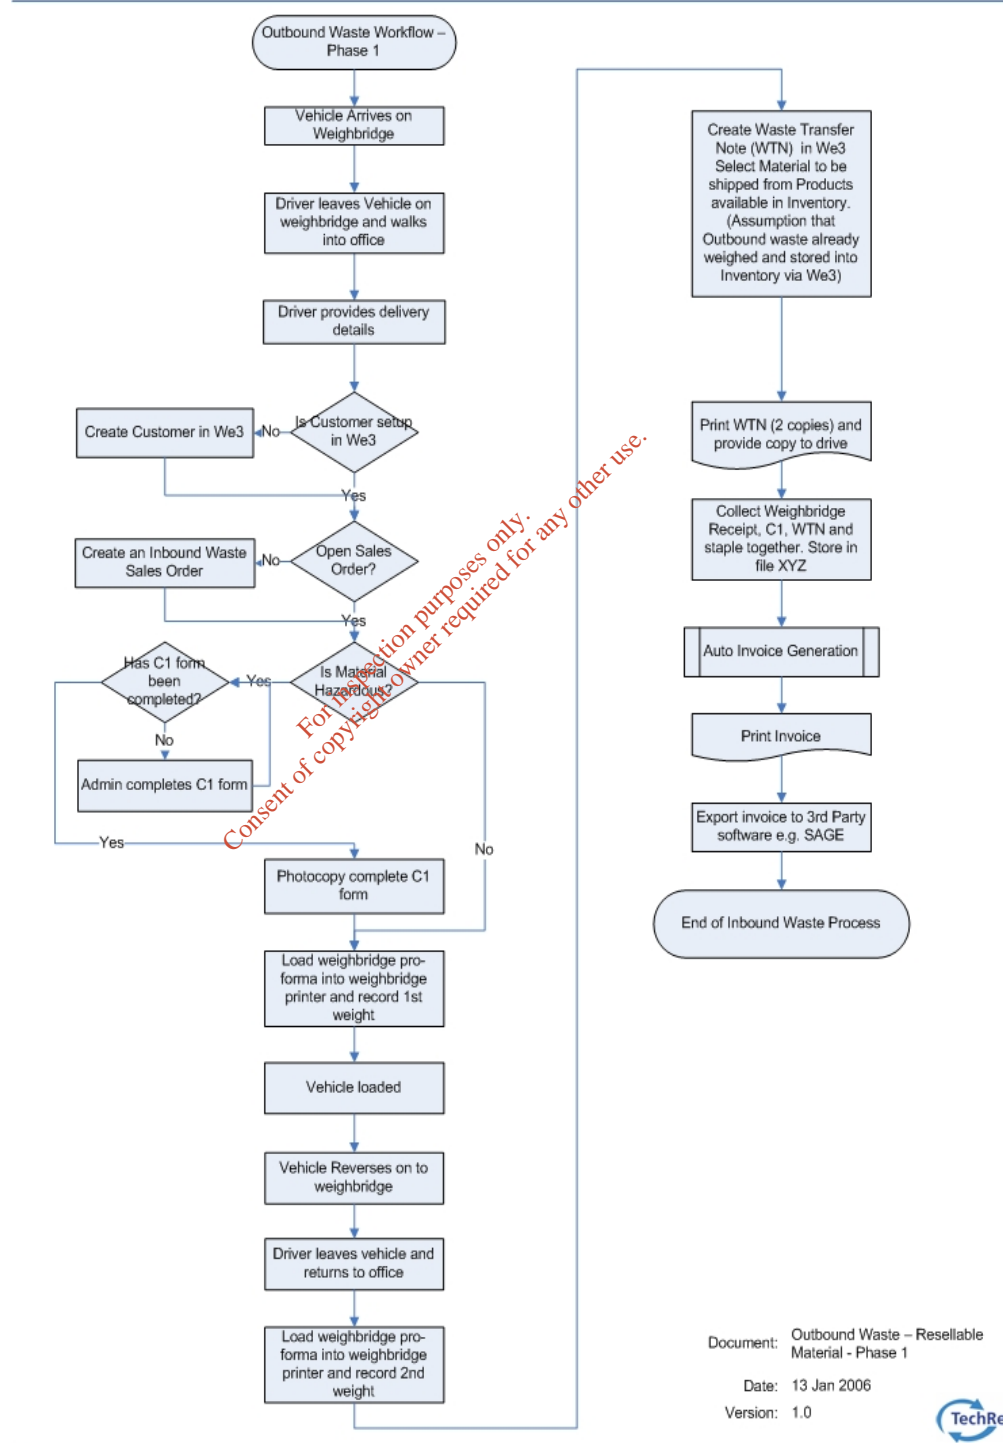 Outbound Waste Workflow –
Phase 1
Vehicle Arrives on
Weighbridge
Driver leaves Vehicle on
weighbridge and walks
into office
Driver provides delivery
details
Is Customer setup
in We3
No
Create Customer in We3
Yes
Open Sales
Order?
No
Create an Inbound Waste
Sales Order
Yes
Is Material
Hazardous?
Yes
Has C1 form
been
completed?
No
Admin completes C1 form
Yes
No
Photocopy complete C1
form
Load weighbridge pro-
forma into weighbridge
printer and record 1st
weight
Vehicle loaded
Vehicle Reverses on to
weighbridge
Driver leaves vehicle and
returns to office
Load weighbridge pro-
forma into weighbridge
printer and record 2nd
weight
Create Waste Transfer
Note (WTN) in We3
Select Material to be
shipped from Products
available in Inventory.
(Assumption that
Outbound waste already
weighed and stored into
Inventory via We3)
Print WTN (2 copies) and
provide copy to drive
Collect Weighbridge
Receipt, C1, WTN and
staple together. Store in
file XYZ
Auto Invoice Generation
Print Invoice
Export invoice to 3rd Party
software e.g. SAGE
End of Inbound Waste Process
For inspection purposes only.
Consent of copyright owner required for any other use.
Document: Outbound Waste – Resellable
Material - Phase 1
Date: 13 Jan 2006
Version: 1.0
TechRe